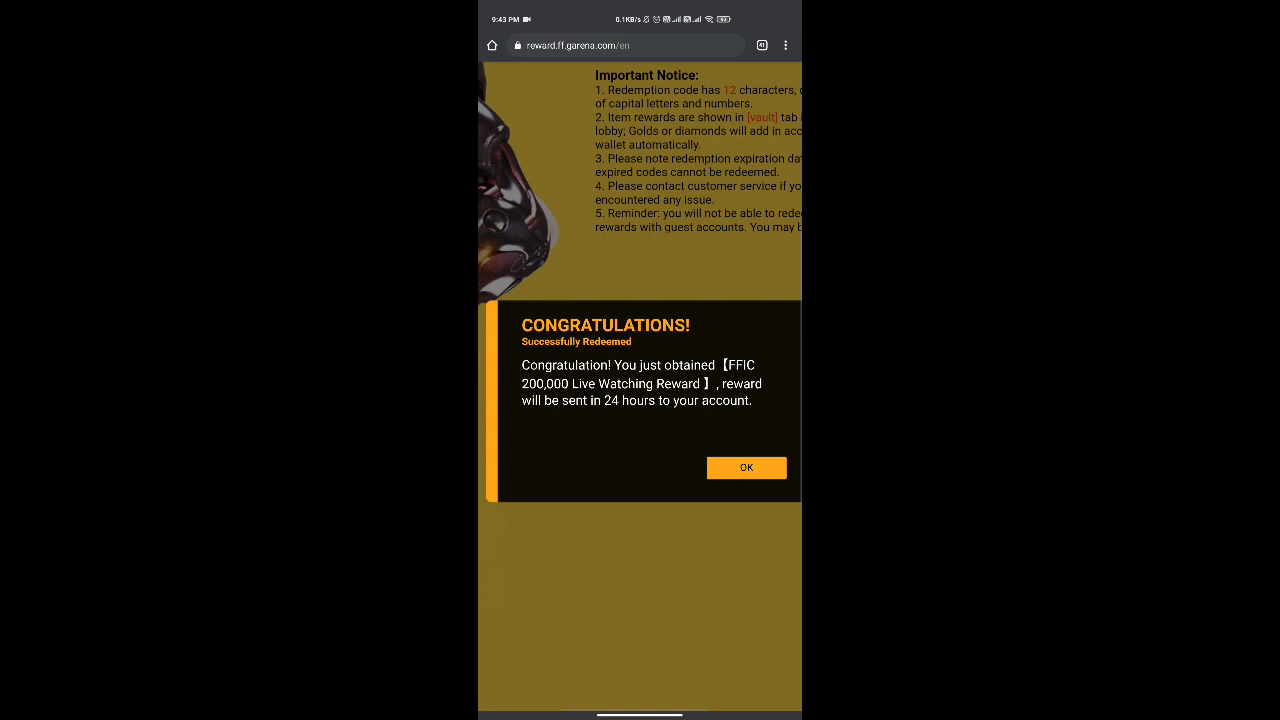 9:43 PM
0.1KB/s
reward.ff.garena.com/en
41
Important Notice:
1. Redemption code has 12 characters,
of capital letters and numbers.
2. Item rewards are shown in [vault] tab
lobby; Golds or diamonds will add in
wallet automatically.
3. Please note redemption expiration
expired codes cannot be redeemed.
4. Please contact customer service if
encountered any issue.
5. Reminder: you will not be able to
rewards with guest accounts. You may
CONGRATULATIONS!
Successfully Redeemed
Congratulation! You just obtained【FFIC
200,000 Live Watching Reward 】, reward
will be sent in 24 hours to your account.
OK